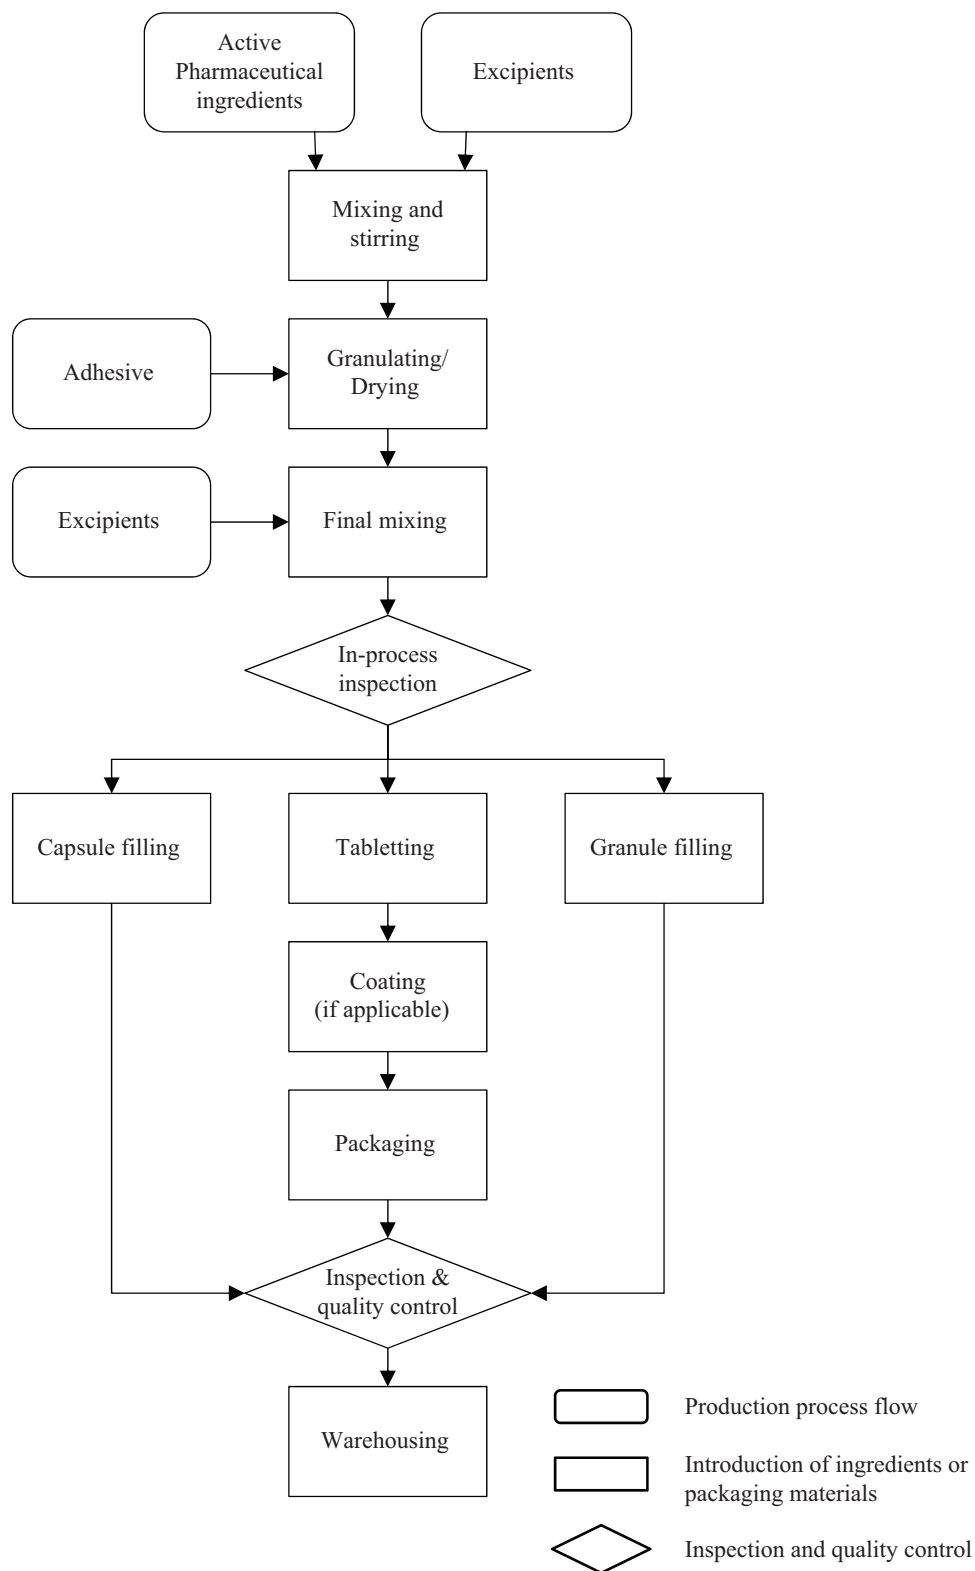 Active
Pharmaceutical
ingredients
Excipients
Mixing and
stirring
Adhesive
Granulating/
Drying
Excipients
Final mixing
In-process
inspection
Capsule filling
Tabletting
Granule filling
Coating
(if applicable)
Packaging
Inspection &
quality control
Warehousing
Production process flow
Introduction of ingredients or
packaging materials
Inspection and quality control